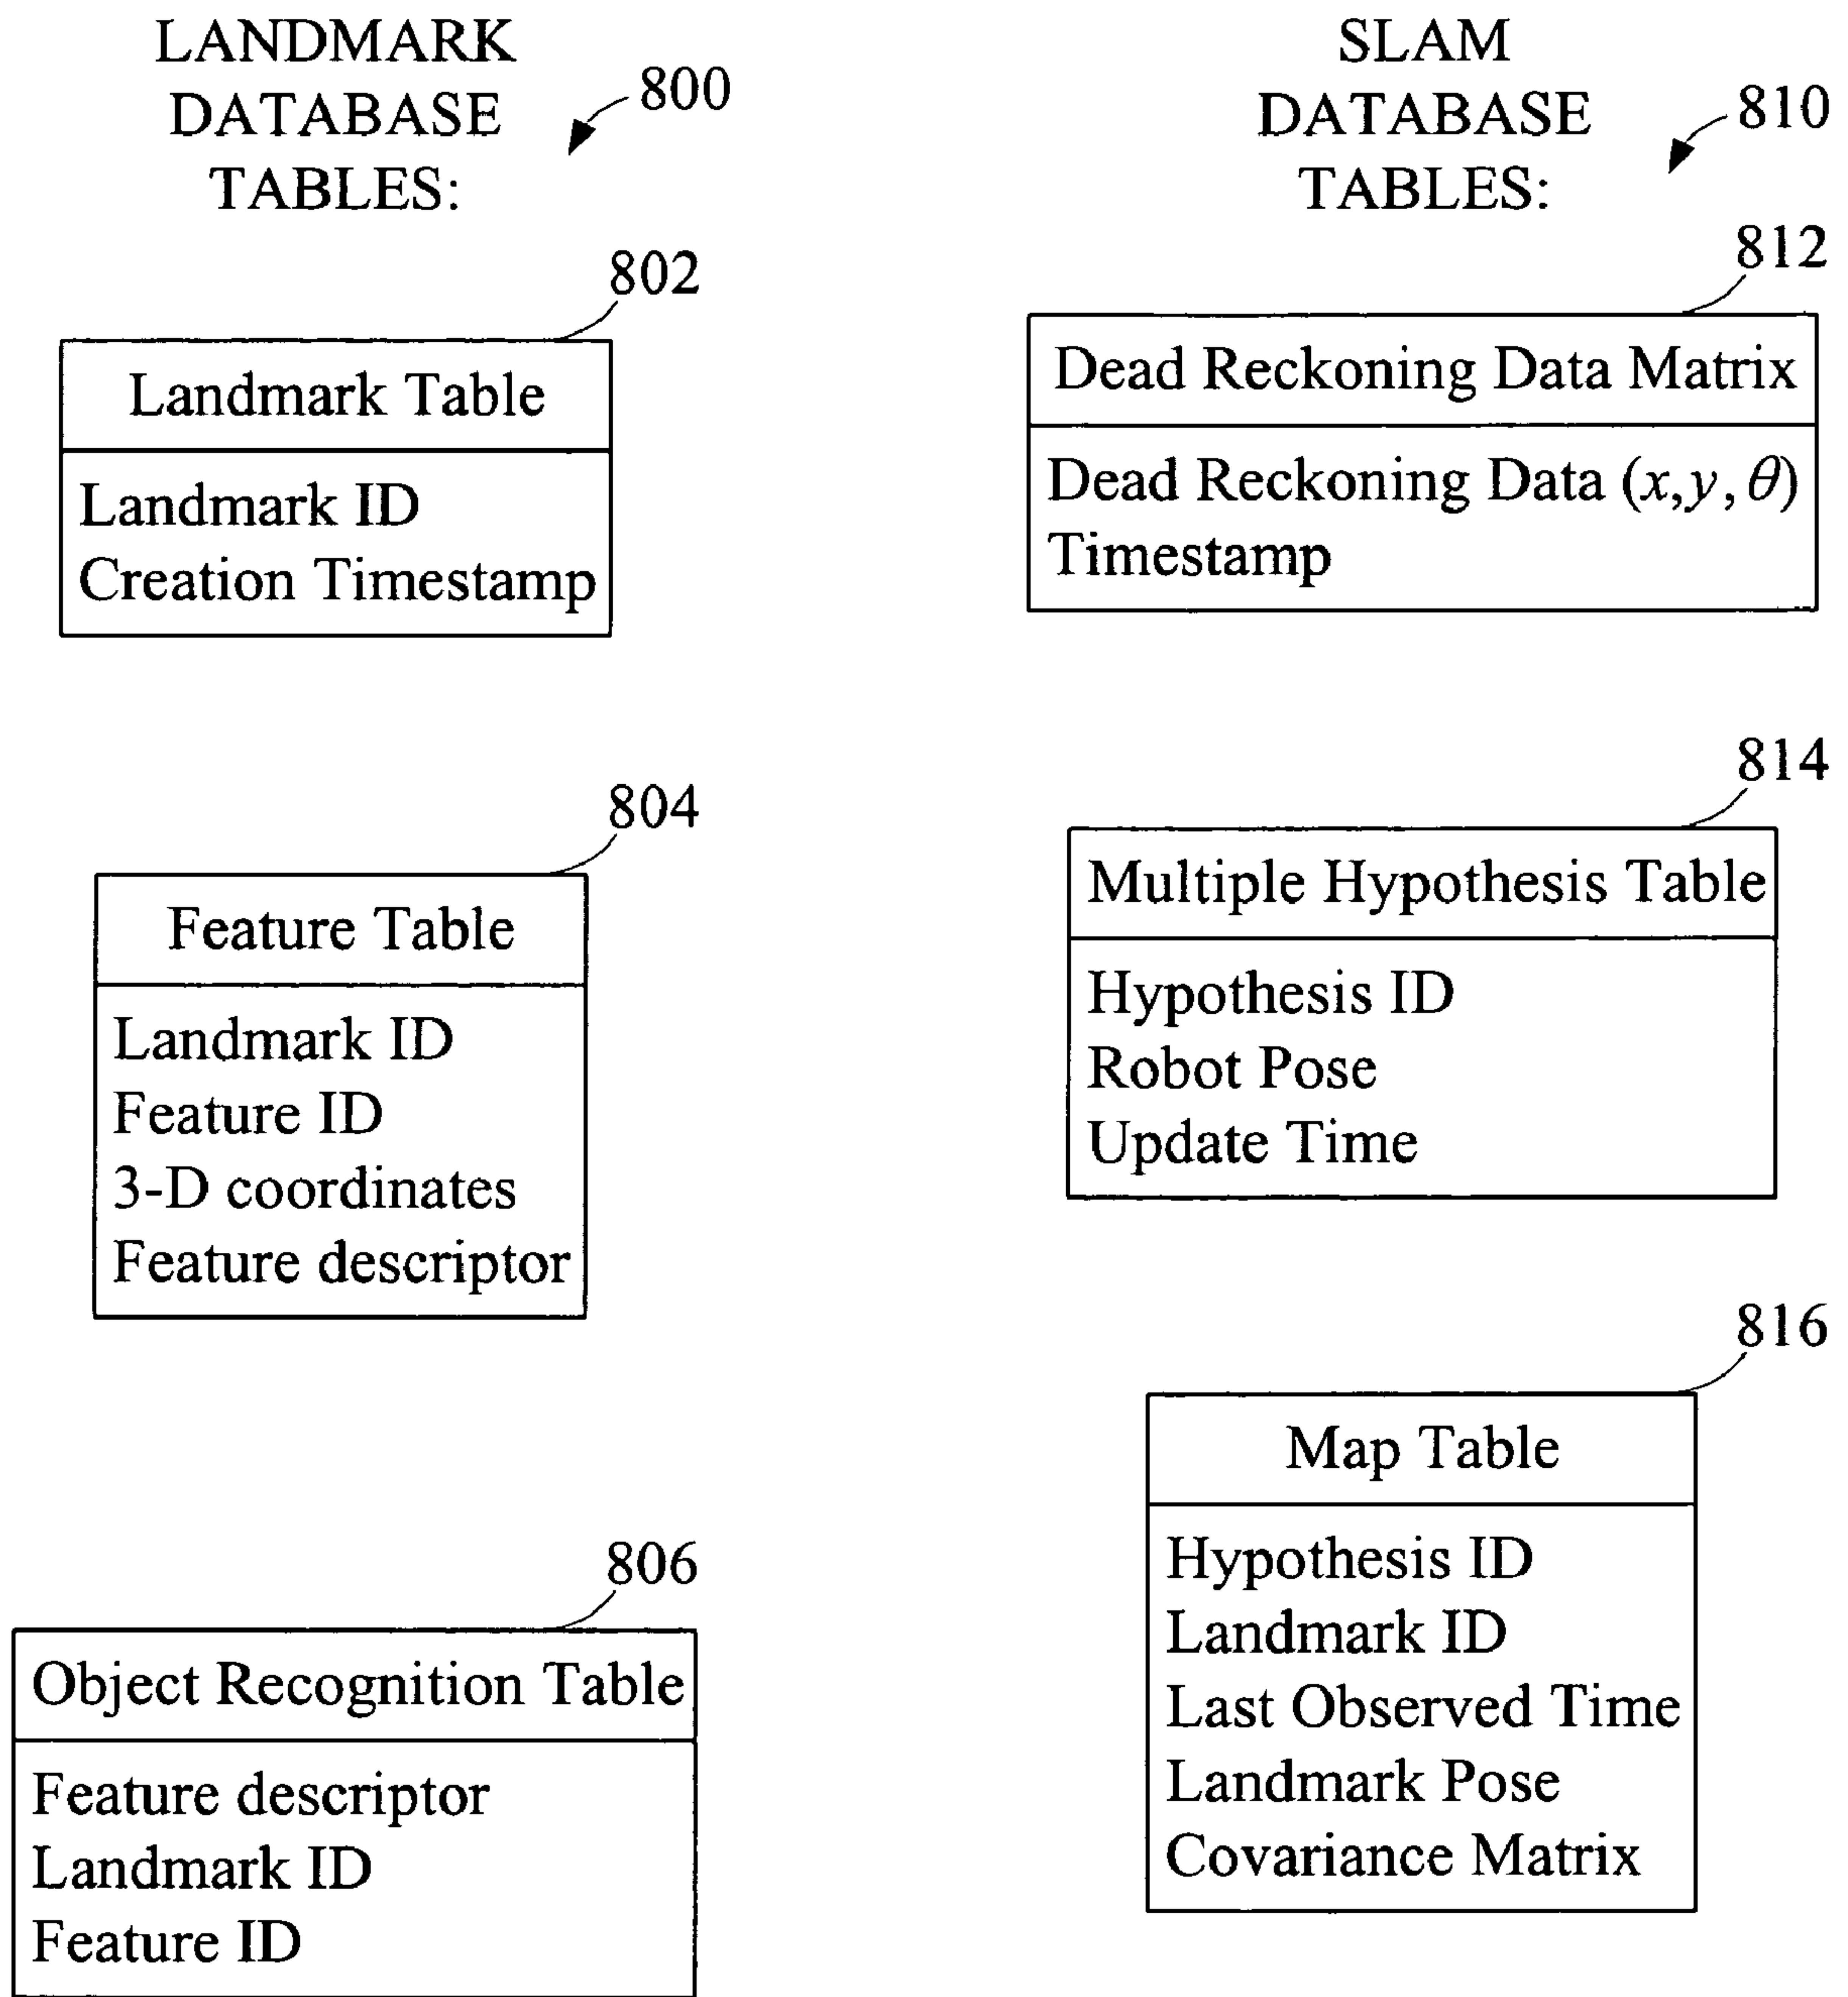 LANDMARK
DATABASE
TABLES:
800
802
Landmark Table
Landmark ID
Creation Timestamp
804
Feature Table
Landmark ID
Feature ID
3-D coordinates
Feature descriptor
806
Object Recognition Table
Feature descriptor
Landmark ID
Feature ID
SLAM
DATABASE
TABLES:
810
812
Dead Reckoning Data Matrix
Dead Reckoning Data (x,y,θ)
Timestamp
814
Multiple Hypothesis Table
Hypothesis ID
Robot Pose
Update Time
816
Map Table
Hypothesis ID
Landmark ID
Last Observed Time
Landmark Pose
Covariance Matrix